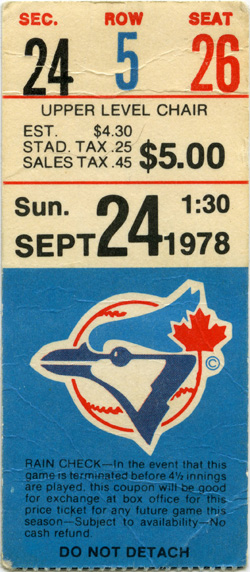 SEC. ROW SEAT
24 5 26
UPPER LEVEL CHAIR
EST. $4.30
STAD. TAX .25
SALES TAX .45 $5.00
Sun. 1:30
SEPT 24 1978
©
RAIN CHECK—In the event that this
game is terminated before 4½ innings
are played, this coupon will be good
for exchange at box office for this
price ticket for any future game this
season—Subject to availability—No
cash refund.
DO NOT DETACH